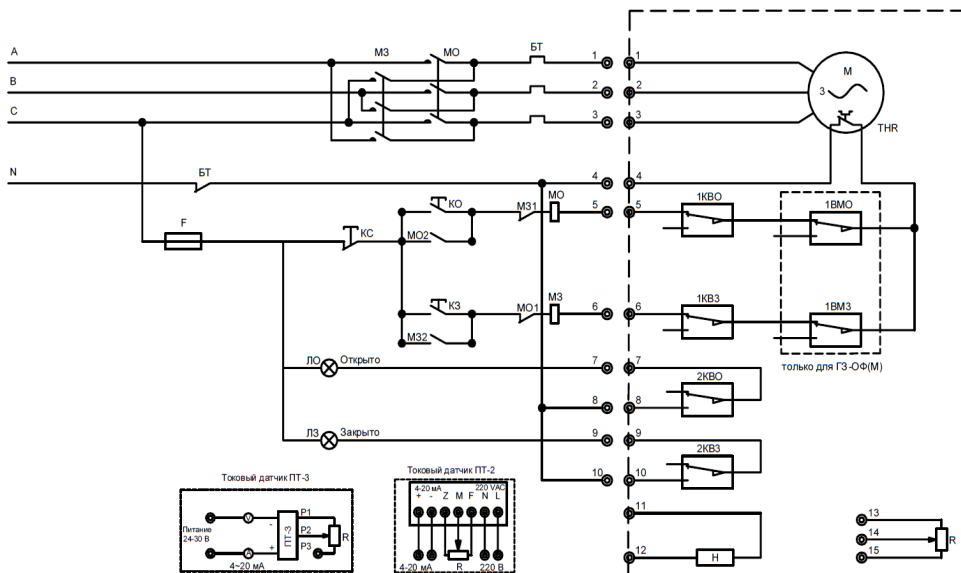 A
B
C
N
МЗ
МО
БТ
1 1
2 2
3 3
М
3
THR
БТ
4 4
F
КС
КО
МО2
МЗ1
МО
5 5
1КВО
1ВМО
КЗ
МЗ2
МО1
МЗ
6 6
1КВЗ
1ВМЗ
только для ГЗ-ОФ(М)
ЛО Открыто
7 7
2КВО
8 8
ЛЗ Закрыто
9 9
2КВЗ
10 10
11
12
Н
13
14
15
R
Токовый датчик ПТ-3
Питание
24-30 В
V
A
-
+
ПТ-3
P1
P2
P3
R
4~20 мА
Токовый датчик ПТ-2
4-20 мА 220 VAC
+ - Z M F N L
4-20 мА R 220 В